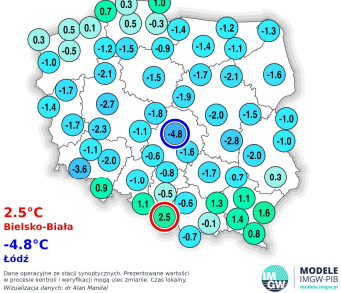 0.7 0.3 1.0
0.3 0.5 0.1 0.5 -0.3 -1.4 -1.2 -1.3
-0.5 -1.2 -1.5 -0.9 -1.4 -1.1
-1.0 -2.1 -1.5 -1.7 -2.1 -1.6
-1.7 -1.9
-1.4 -2.7 -1.8 -2.0 -1.5 -1.0
-1.7 -2.3 -1.1 -4.8 -2.8 -1.0
-1.1 -2.0 -0.6 -1.6 -2.0
-3.6 -1.0 -0.8 -1.7 -0.7 0.3
0.9 -0.5
1.1 -0.6 1.3 1.1
2.5 -0.1 1.4 1.6
-0.7 0.8
2.5°C
Bielsko-Biała
-4.8°C
Łódź
Dane operacyjne ze stacji synoptycznych. Prezentowane wartości
w procesie kontroli i weryfikacji mogą ulec zmianie. Czas lokalny.
Wizualizacja danych: dr Alan Mandal
IM
GW
MODELE
IMGW-PIB
modele.imgw.pl